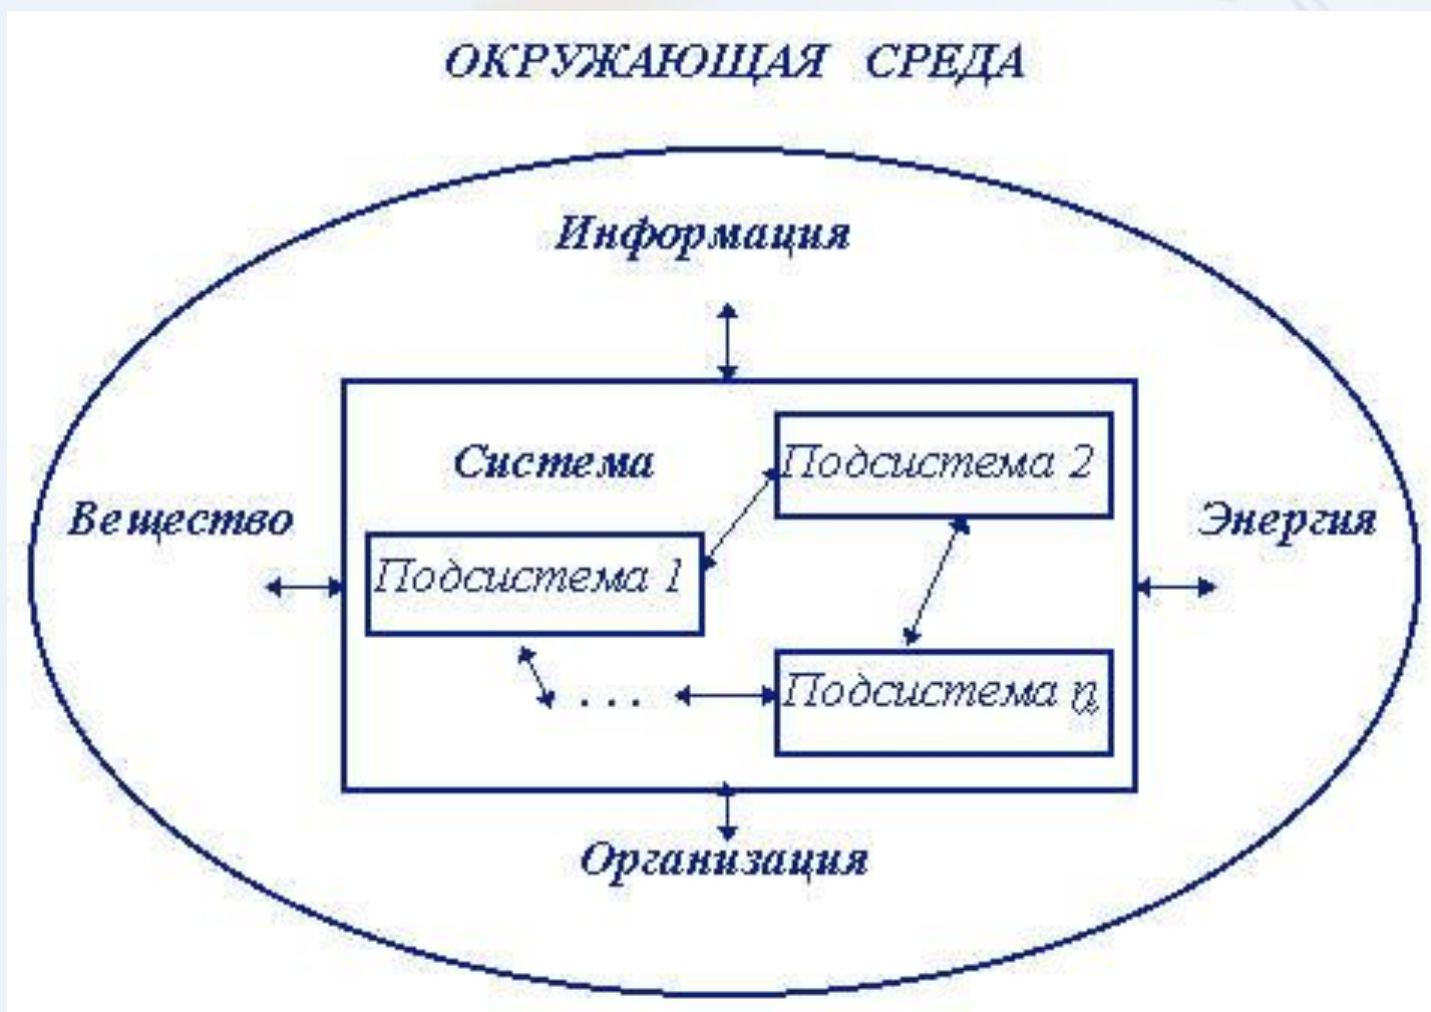 ОКРУЖАЮЩАЯ СРЕДА
Информация
Система
Подсистема 2
Вещество
Энергия
Подсистема 1
. . .
Подсистема n
Организация